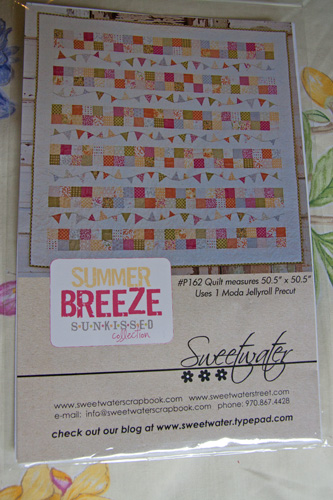 SUMMER
BREEZE
SUNKISSED
collection
#P162 Quilt measures 50.5" x 50.5"
Uses 1 Moda Jellyroll Precut
Sweetwater
www.sweetwaterscrapbook.com www.sweetwaterstreet.com
e-mail: info@sweetwaterscrapbook.com phone: 970.867.4428
check out our blog at www.sweetwater.typepad.com